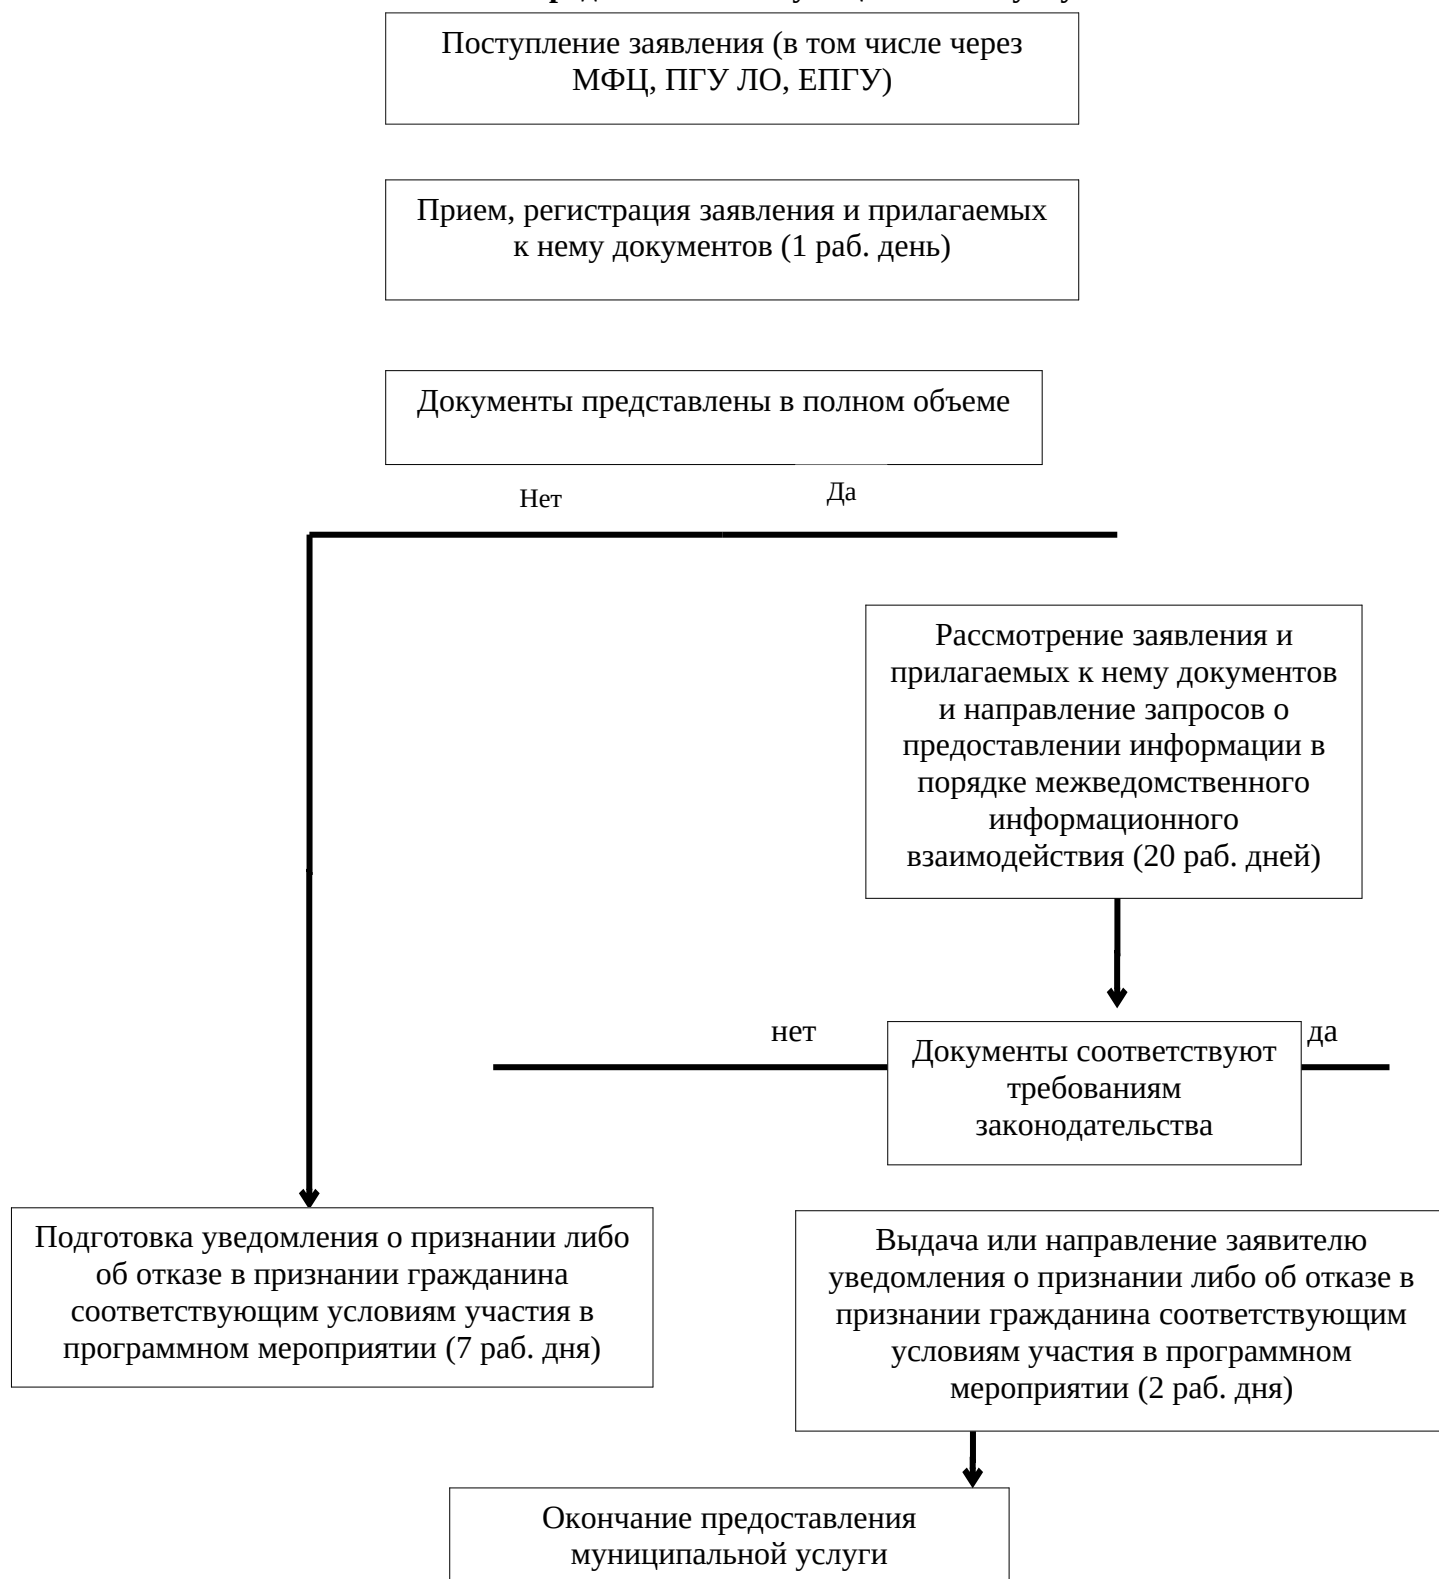 Поступление заявления (в том числе через
МФЦ, ПГУ ЛО, ЕПГУ)
Прием, регистрация заявления и прилагаемых
к нему документов (1 раб. день)
Документы представлены в полном объеме
Нет
Да
Рассмотрение заявления и
прилагаемых к нему документов
и направление запросов о
предоставлении информации в
порядке межведомственного
информационного
взаимодействия (20 раб. дней)
нет
да
Документы соответствуют
требованиям
законодательства
Подготовка уведомления о признании либо
об отказе в признании гражданина
соответствующим условиям участия в
программном мероприятии (7 раб. дня)
Выдача или направление заявителю
уведомления о признании либо об отказе в
признании гражданина соответствующим
условиям участия в программном
мероприятии (2 раб. дня)
Окончание предоставления
муниципальной услуги